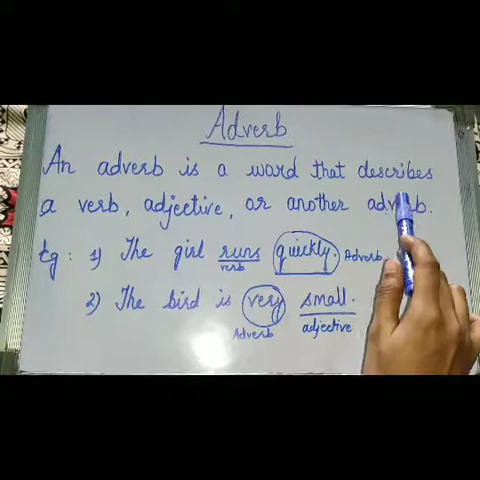 Adverb
An adverb is a word that describes
a verb, adjective, or another adverb.
Eg: 1) The girl runs quickly. Adverb
verb
2) The bird is very small.
Adverb adjective